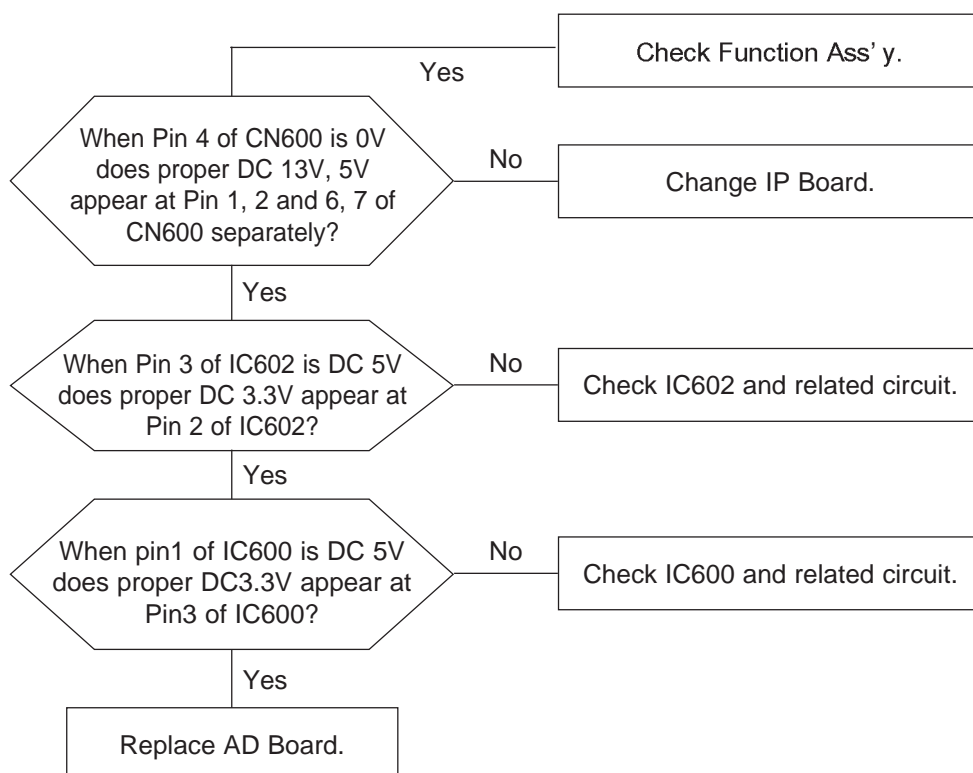 Check Function Ass' y.
Yes
When Pin 4 of CN600 is 0V
does proper DC 13V, 5V
appear at Pin 1, 2 and 6, 7 of
CN600 separately?
No
Change IP Board.
Yes
When Pin 3 of IC602 is DC 5V
does proper DC 3.3V appear at
Pin 2 of IC602?
No
Check IC602 and related circuit.
Yes
When pin1 of IC600 is DC 5V
does proper DC3.3V appear at
Pin3 of IC600?
No
Check IC600 and related circuit.
Yes
Replace AD Board.